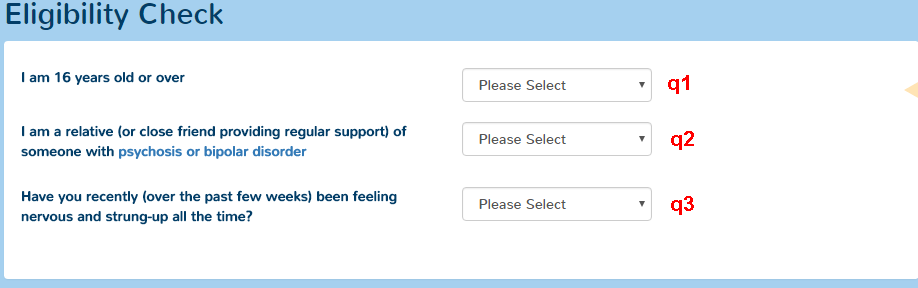 Eligibility Check
I am 16 years old or over
Please Select
q1
I am a relative (or close friend providing regular support) of
someone with psychosis or bipolar disorder
Please Select
q2
Have you recently (over the past few weeks) been feeling
nervous and strung-up all the time?
Please Select
q3